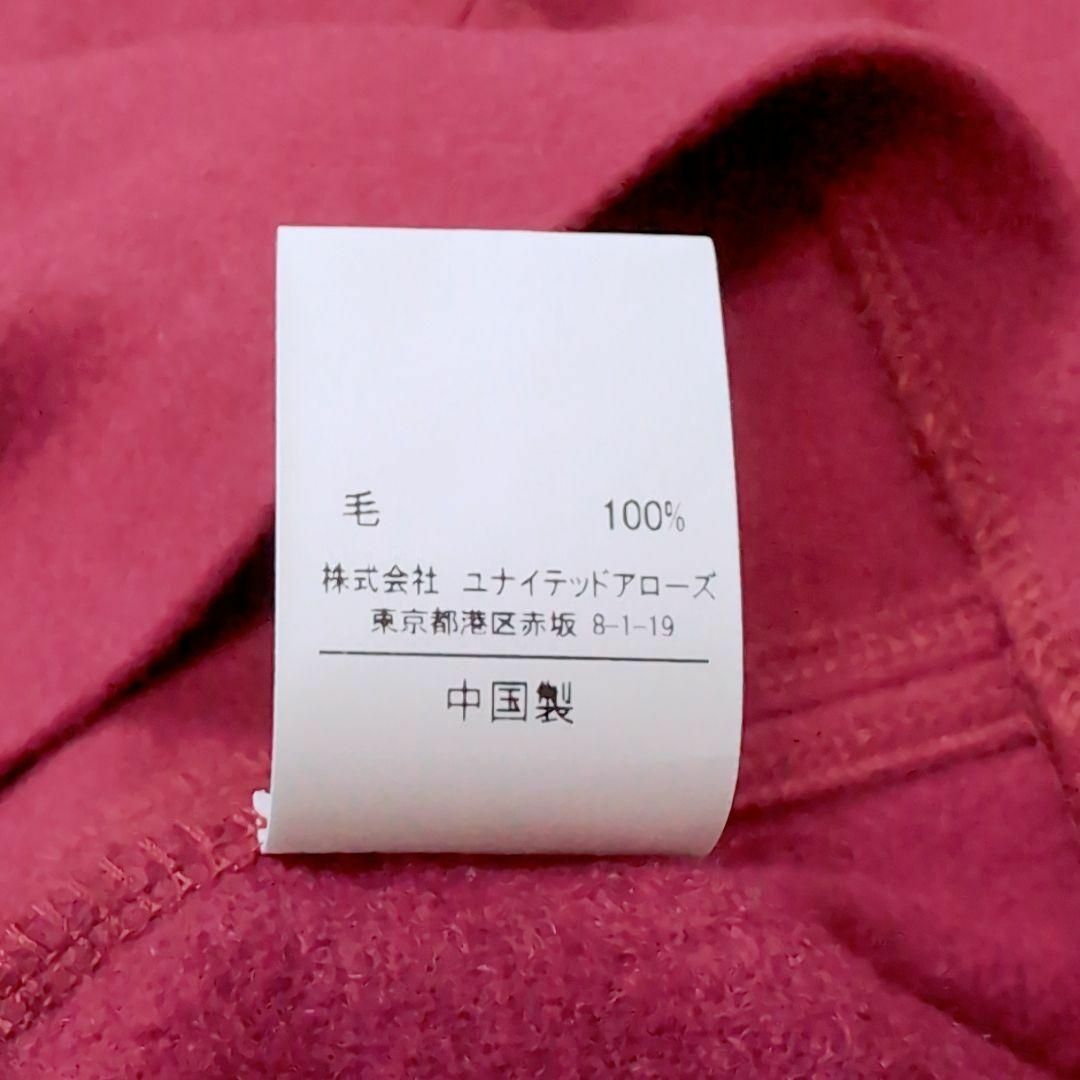 毛 100%
株式会社 ユナイテッドアローズ
東京都港区赤坂 8-1-19
中国製